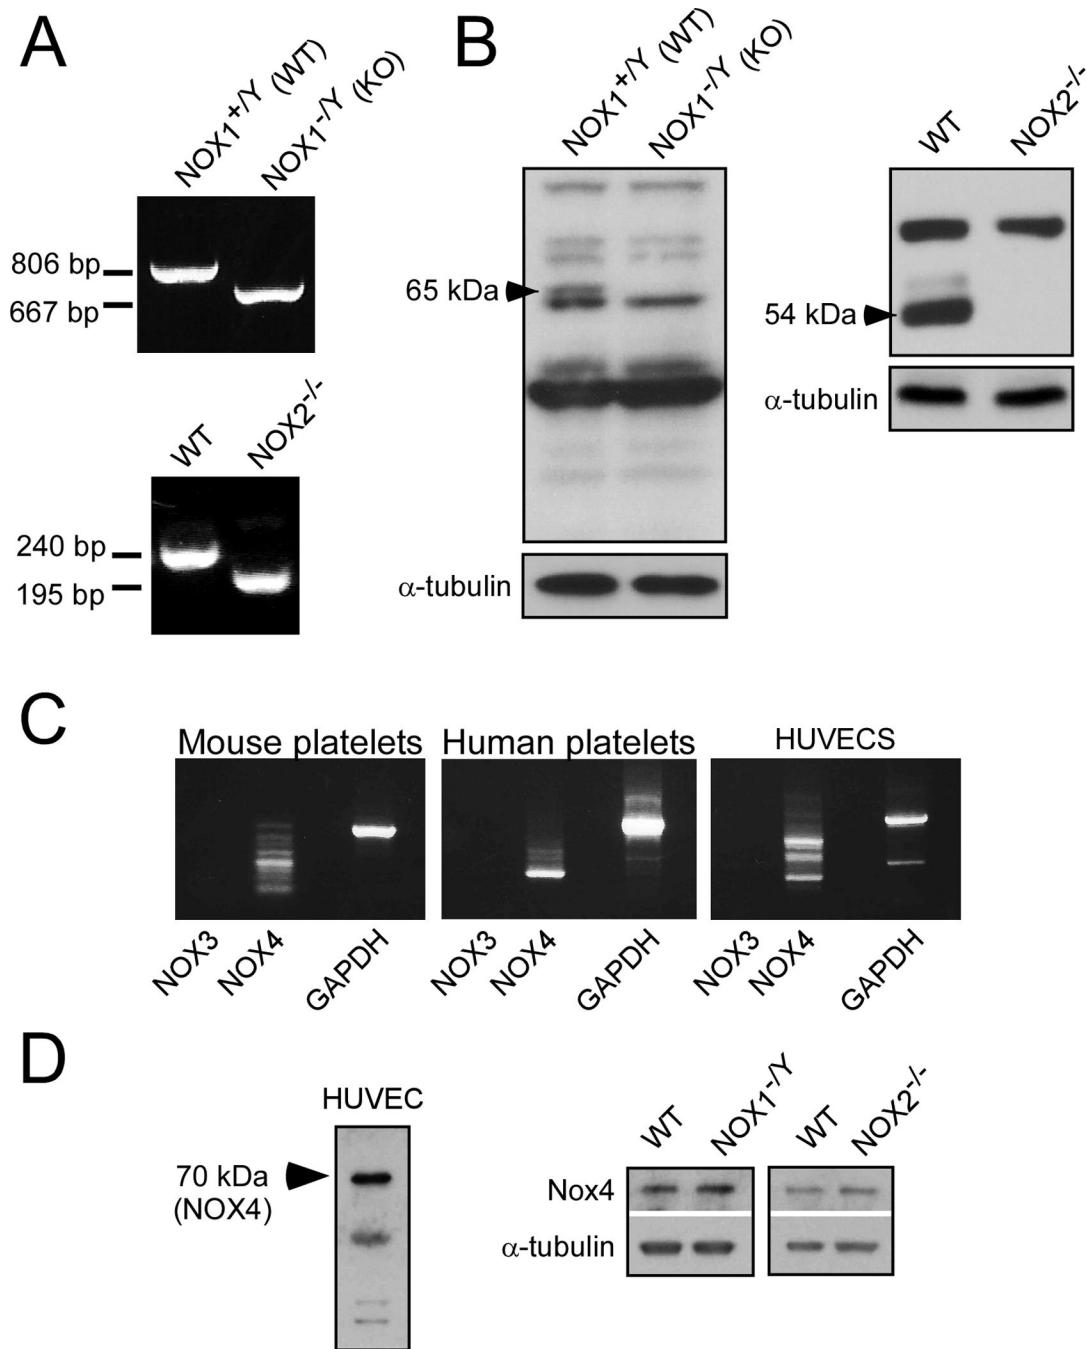 A
NOX1+/Y (WT)
NOX1-/Y (KO)
806 bp
667 bp
WT
NOX2-/-
240 bp
195 bp
B
NOX1+/Y (WT)
NOX1-/Y (KO)
65 kDa
α-tubulin
WT
NOX2-/-
54 kDa
α-tubulin
C
Mouse platelets
Human platelets
HUVECS
NOX3
NOX4
GAPDH
NOX3
NOX4
GAPDH
NOX3
NOX4
GAPDH
D
HUVEC
70 kDa
(NOX4)
WT
NOX1-/Y
WT
NOX2-/-
Nox4
α-tubulin